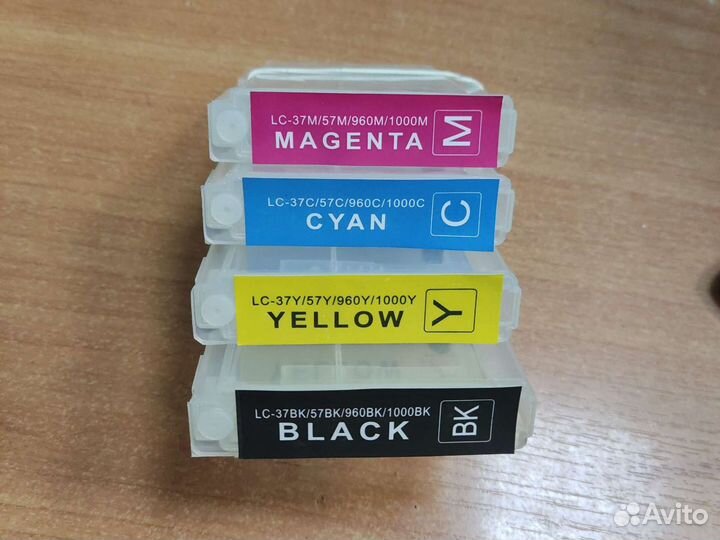 LC-37M/57M/960M/1000M
MAGENTA
M
LC-37C/57C/960C/1000C
CYAN
C
LC-37Y/57Y/960Y/1000Y
YELLOW
Y
LC-37BK/57BK/960BK/1000BK
BLACK
BK
Avito